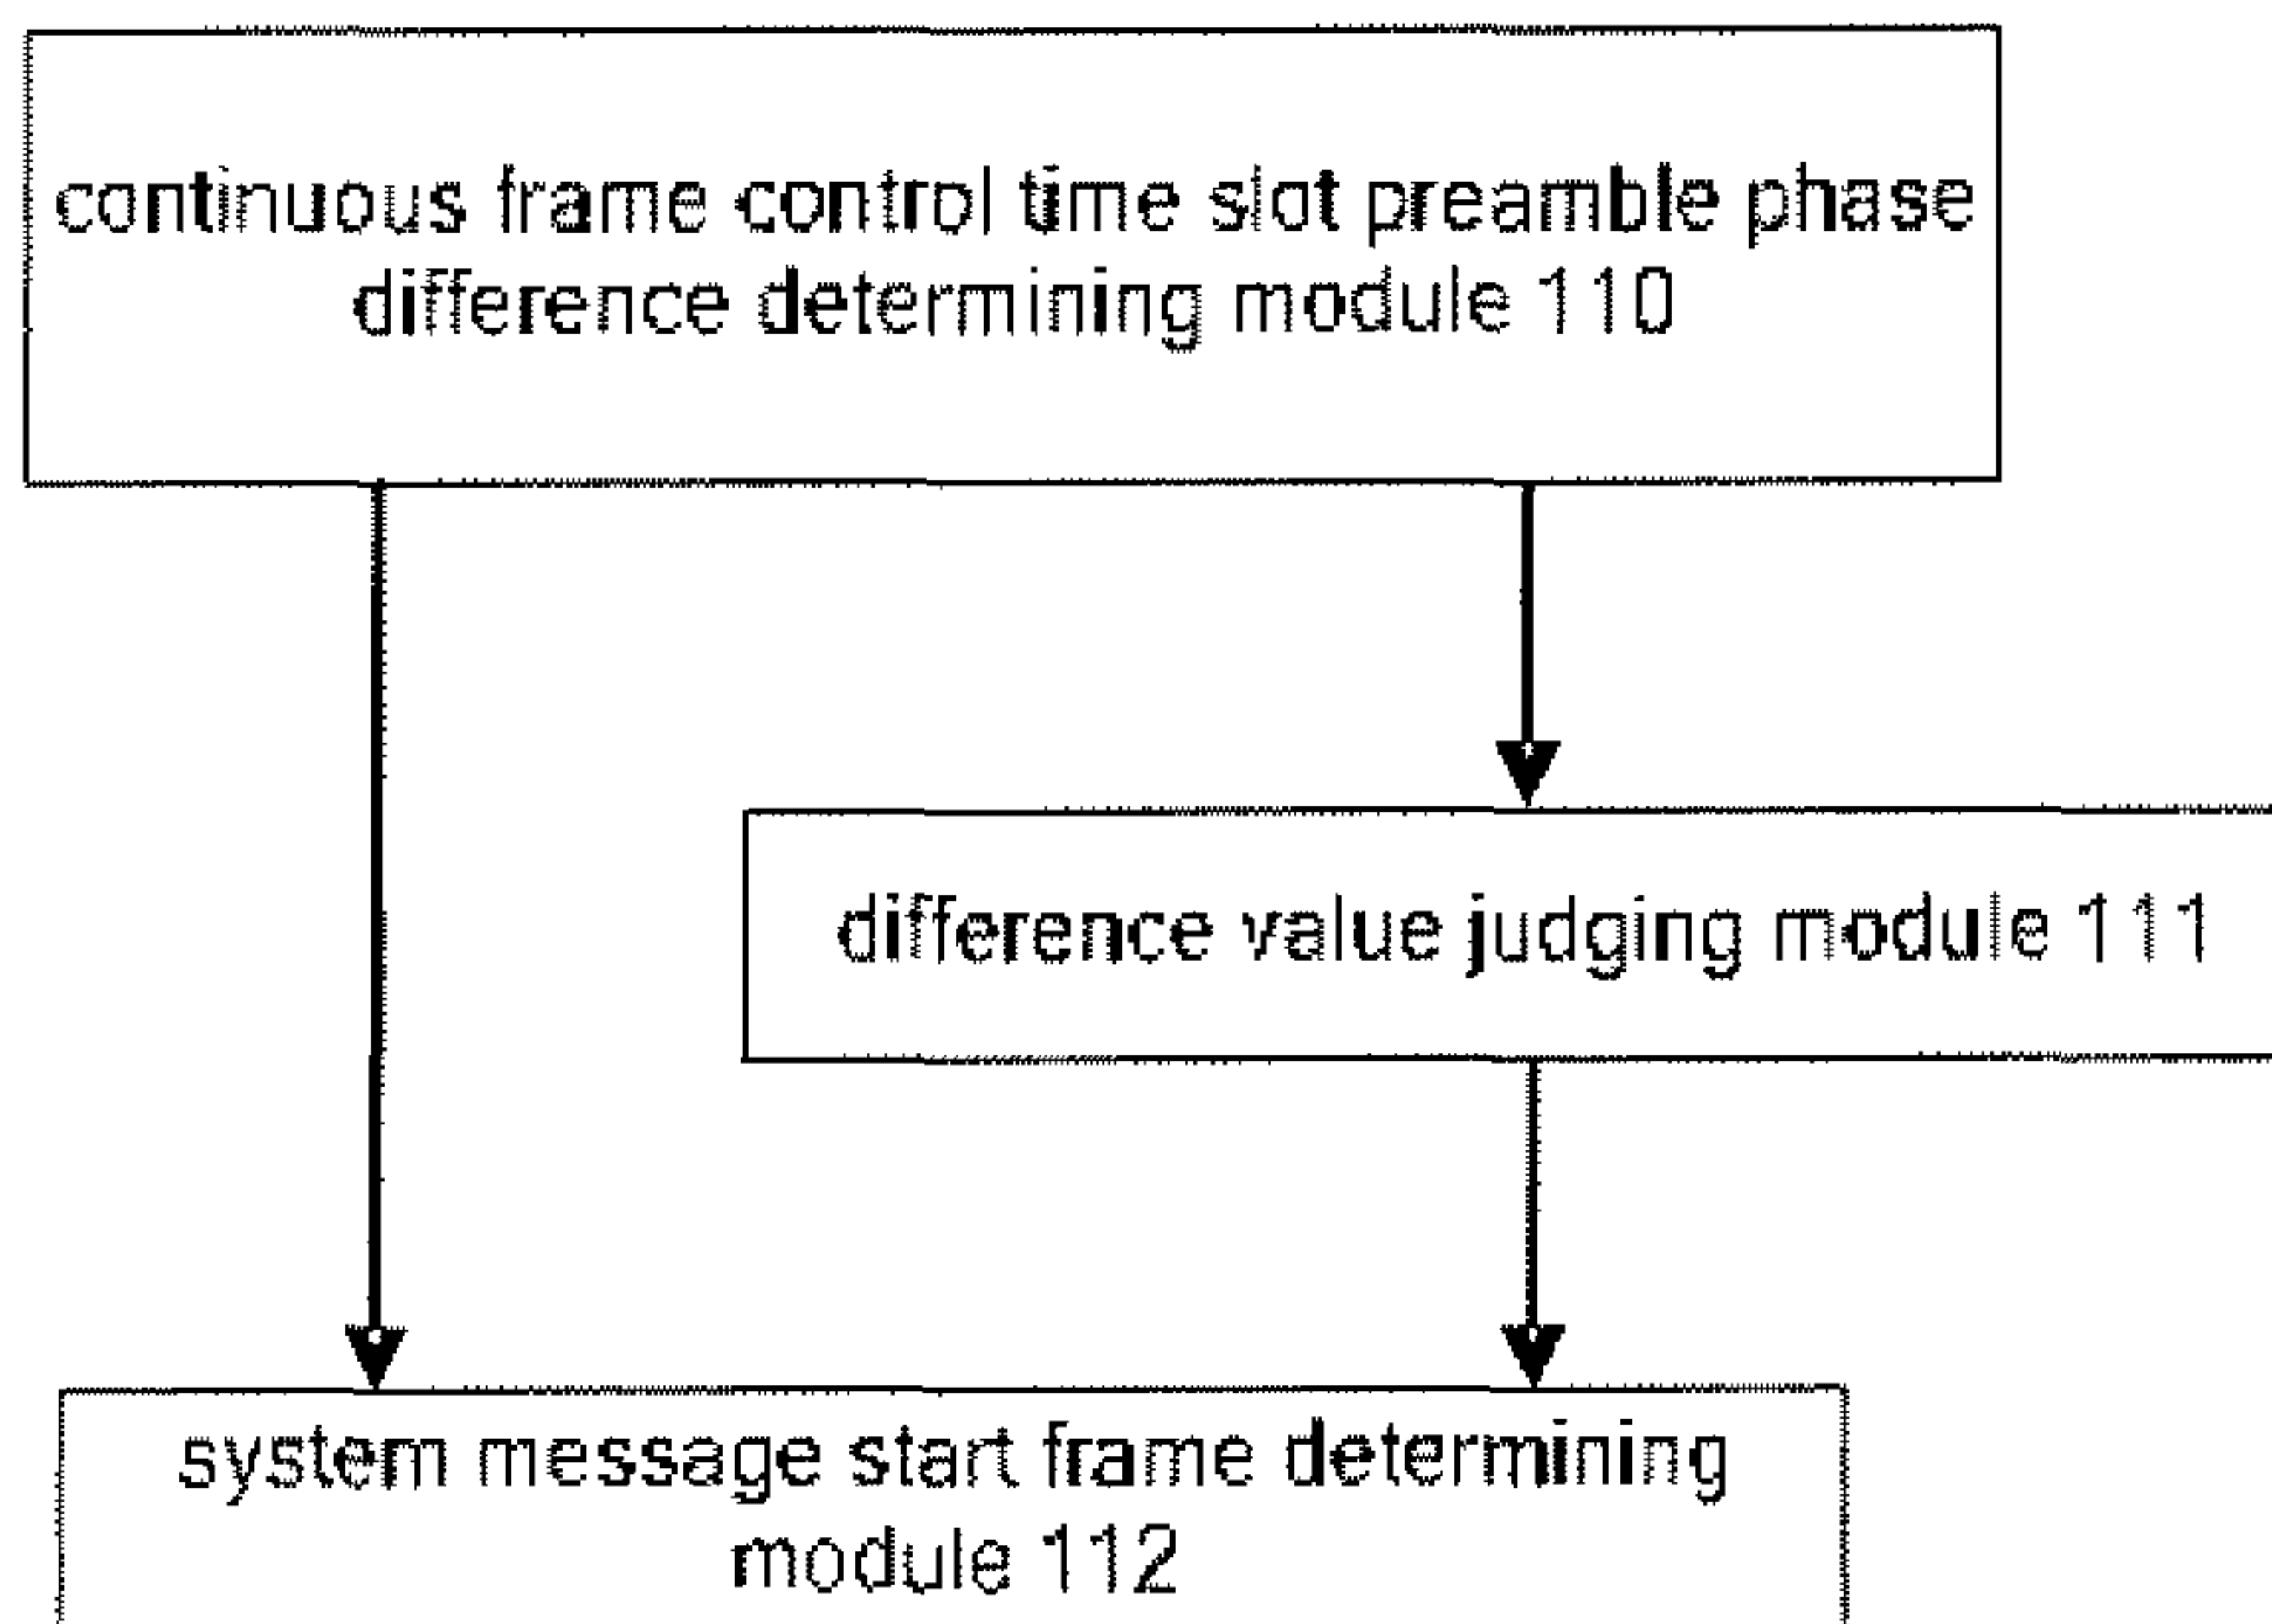 continuous frame control time slot preamble phase
difference determining module 110
difference value judging module 111
system message start frame determining
module 112